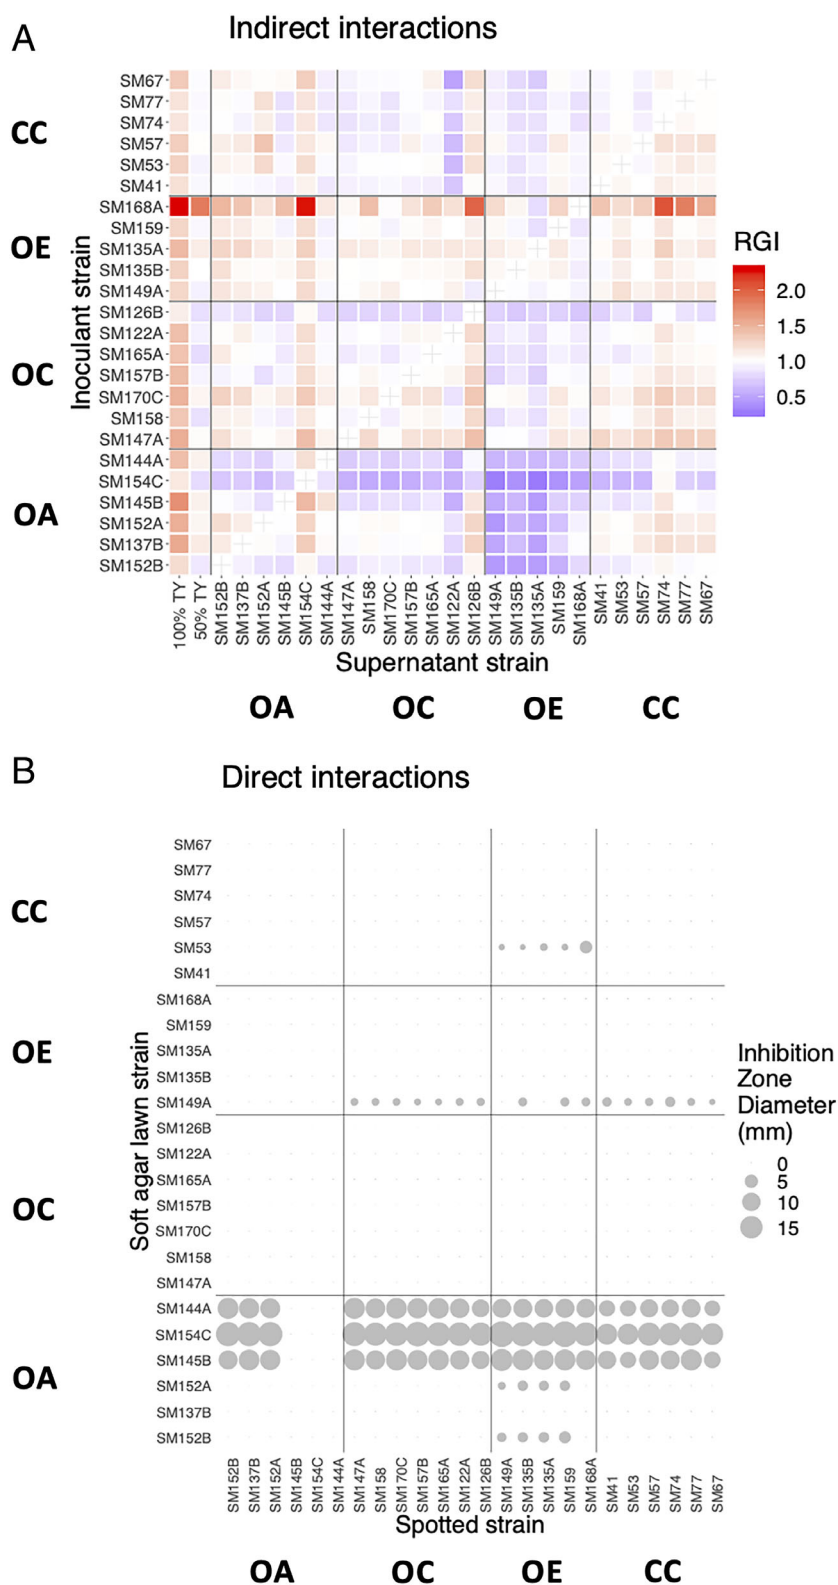 A
Indirect interactions
CC
OE
OC
OA
Inoculant strain
SM67
SM77
SM74
SM57
SM53
SM41
SM168A
SM159
SM135A
SM135B
SM149A
SM126B
SM122A
SM165A
SM157B
SM170C
SM158
SM147A
SM144A
SM154C
SM145B
SM152A
SM137B
SM152B
RGI
2.0
1.5
1.0
0.5
100% TY
50% TY
SM152B
SM137B
SM152A
SM145B
SM154C
SM144A
SM147A
SM158
SM170C
SM157B
SM165A
SM122A
SM126B
SM149A
SM135B
SM135A
SM159
SM168A
SM41
SM53
SM57
SM74
SM77
SM67
Supernatant strain
OA OC OE CC
B
Direct interactions
CC
OE
OC
OA
Soft agar lawn strain
SM67
SM77
SM74
SM57
SM53
SM41
SM168A
SM159
SM135A
SM135B
SM149A
SM126B
SM122A
SM165A
SM157B
SM170C
SM158
SM147A
SM144A
SM154C
SM145B
SM152A
SM137B
SM152B
Inhibition
Zone
Diameter
(mm)
0
5
10
15
SM152B
SM137B
SM152A
SM145B
SM154C
SM144A
SM147A
SM158
SM170C
SM157B
SM165A
SM122A
SM126B
SM149A
SM135B
SM135A
SM159
SM168A
SM41
SM53
SM57
SM74
SM77
SM67
Spotted strain
OA OC OE CC